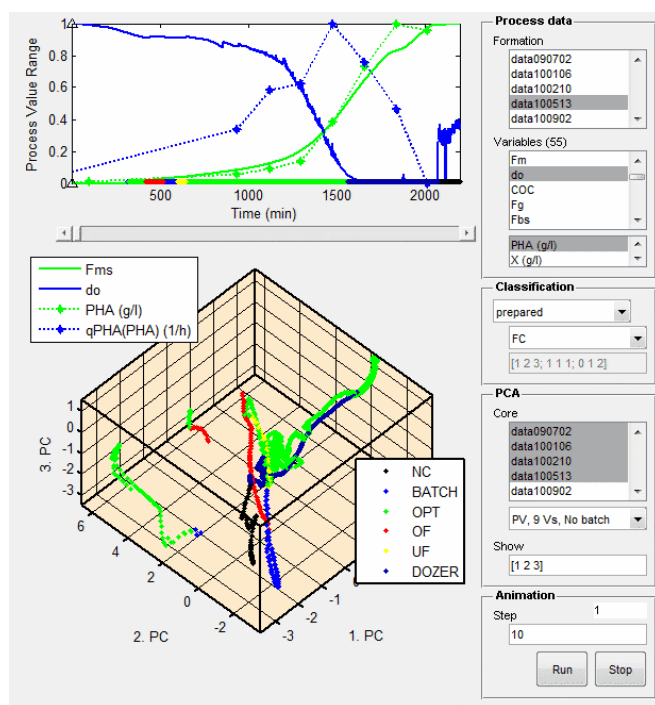 Process Value Range
1
0.8
0.6
0.4
0.2
0
500
1000
1500
2000
Time (min)
Fms
do
PHA (g/l)
qPHA(PHA) (1/h)
3. PC
1
0
-1
-2
-3
6
4
2
0
-2
2. PC
-3
-2
-1
0
1. PC
NC
BATCH
OPT
OF
UF
DOZER
Process data
Formation
data090702
data100106
data100210
data100513
data100902
Variables (55)
Fm
do
COC
Fg
Fbs
PHA (g/l)
X (g/l)
Classification
prepared
FC
[1 2 3; 1 1 1; 0 1 2]
PCA
Core
data090702
data100106
data100210
data100513
data100902
PV, 9 Vs, No batch
Show
[1 2 3]
Animation
Step
1
10
Run
Stop